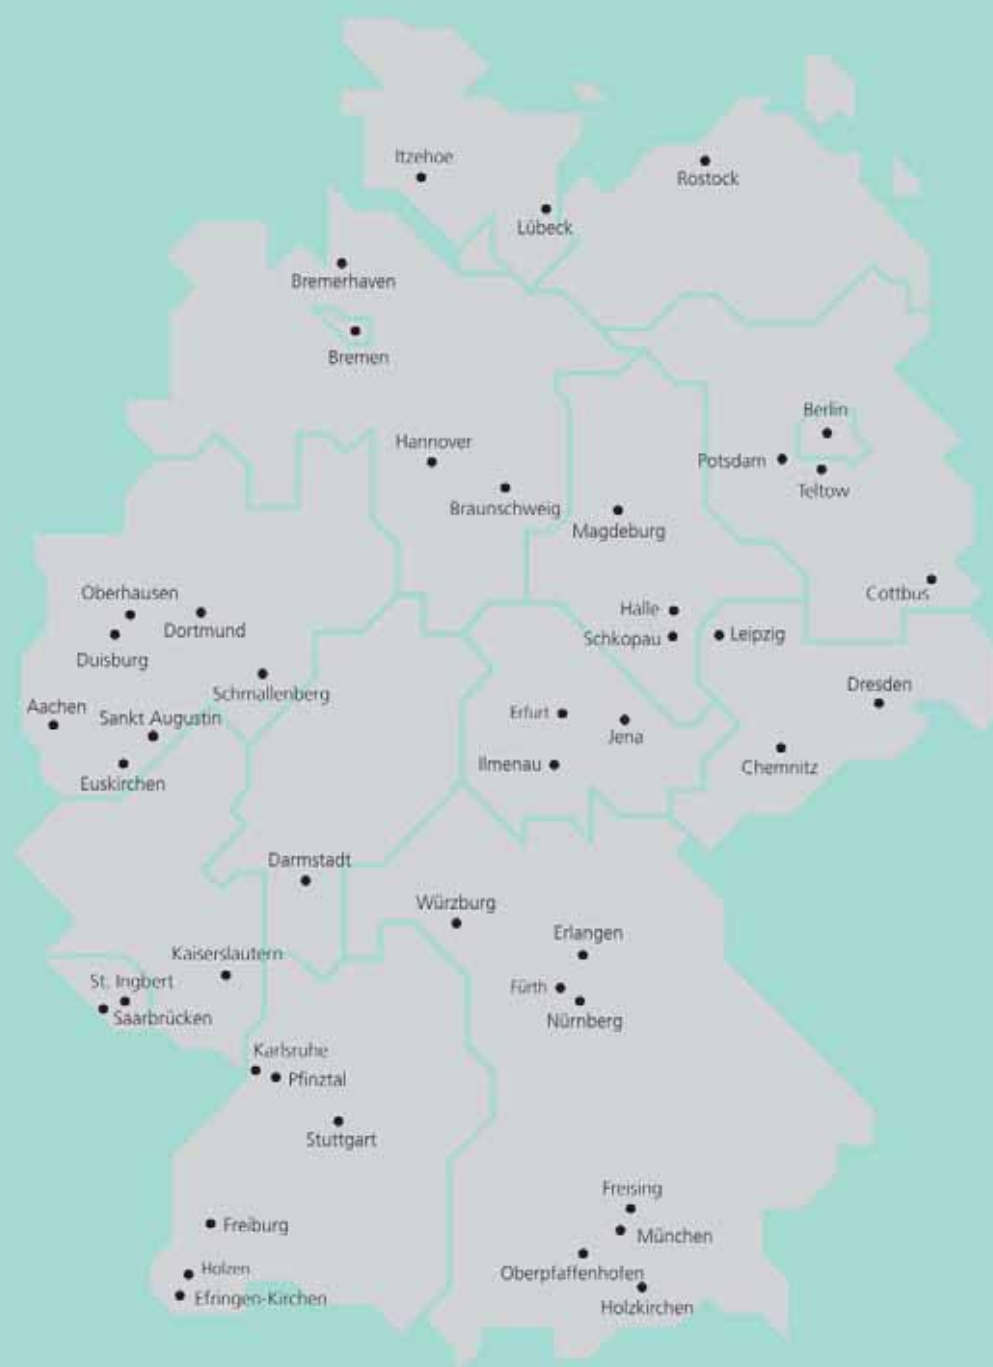 Itzehoe
Rostock
Lübeck
Bremerhaven
Bremen
Berlin
Hannover
Potsdam
Teltow
Braunschweig
Magdeburg
Oberhausen
Cottbus
Halle
Dortmund
Leipzig
Schkopau
Duisburg
Dresden
Schmallenberg
Aachen
Erfurt
Sankt Augustin
Jena
Ilmenau
Chemnitz
Euskirchen
Darmstadt
Würzburg
Erlangen
Kaiserslautern
St. Ingbert
Fürth
Saarbrücken
Nürnberg
Karlsruhe
Pfinztal
Stuttgart
Freising
Freiburg
München
Holzen
Oberpfaffenhofen
Efringen-Kirchen
Holzkirchen